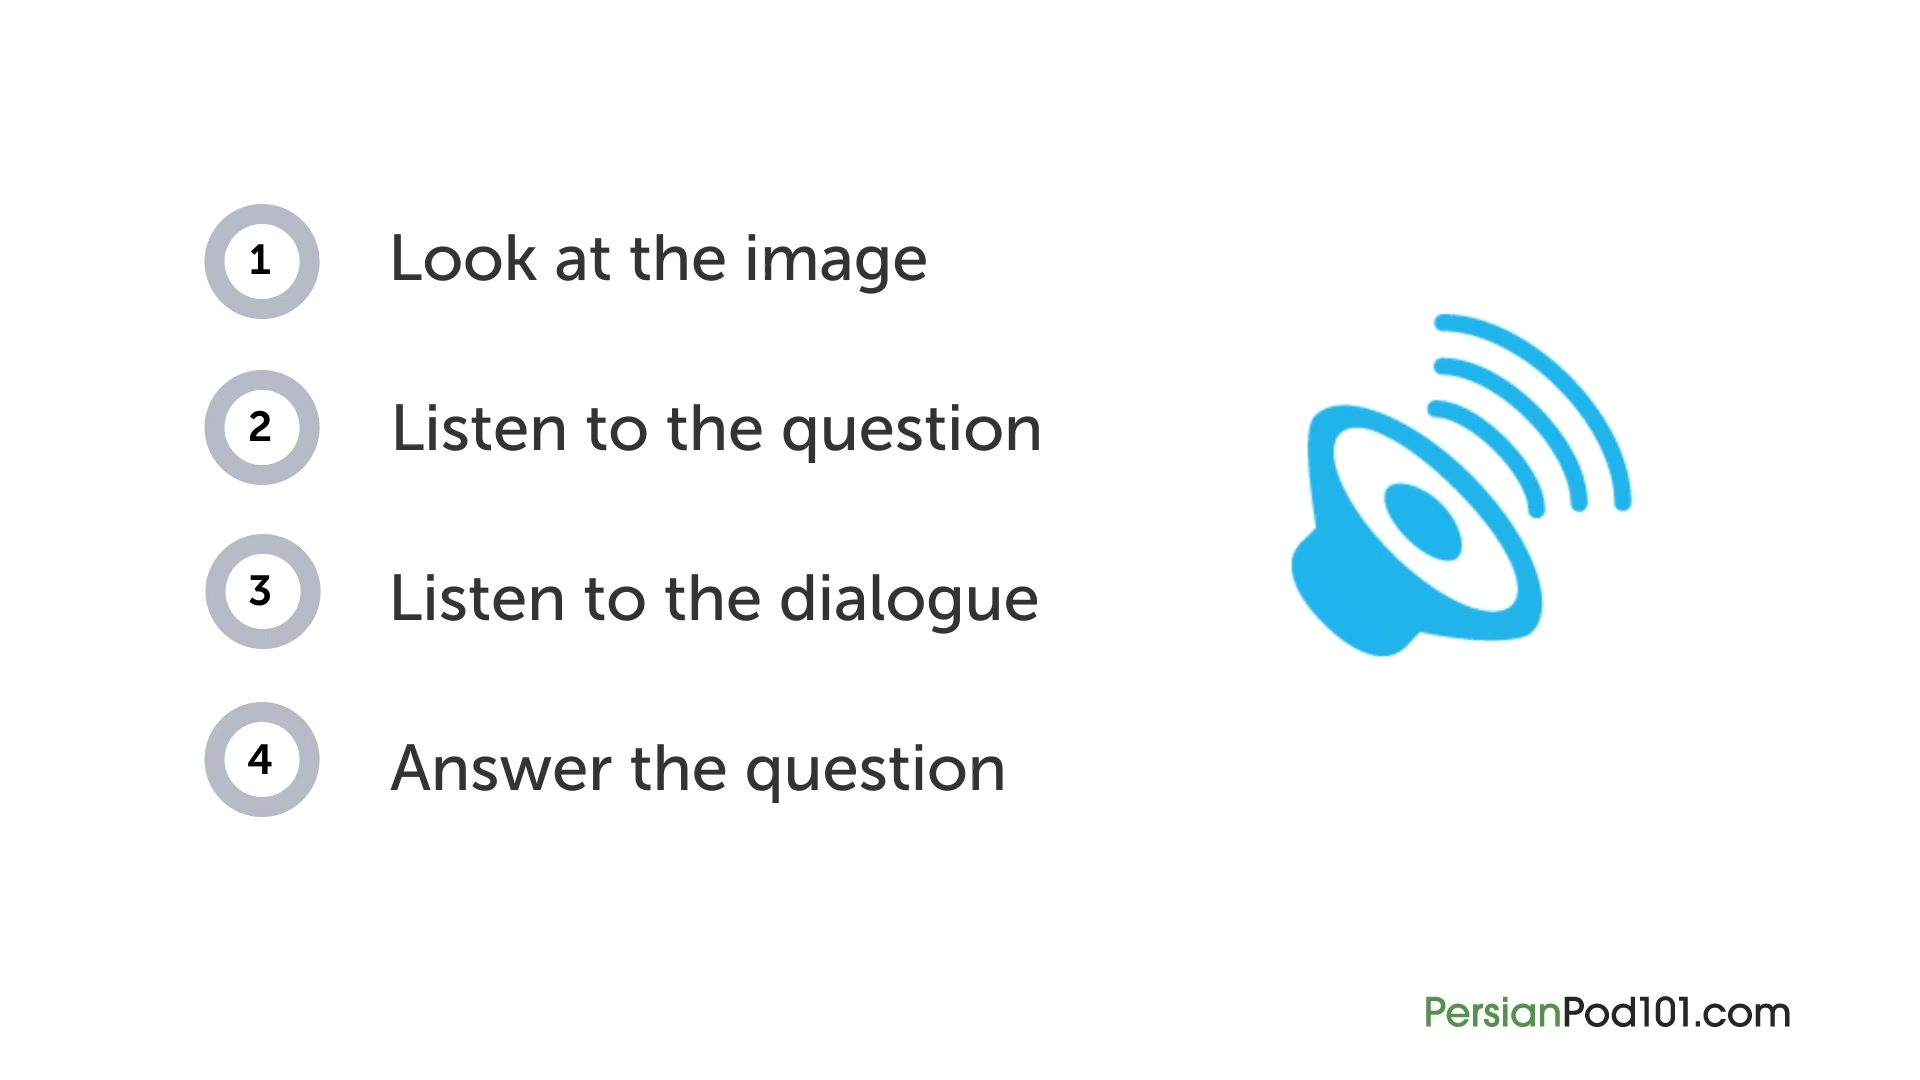 1 Look at the image
2 Listen to the question
3 Listen to the dialogue
4 Answer the question
PersianPod101.com